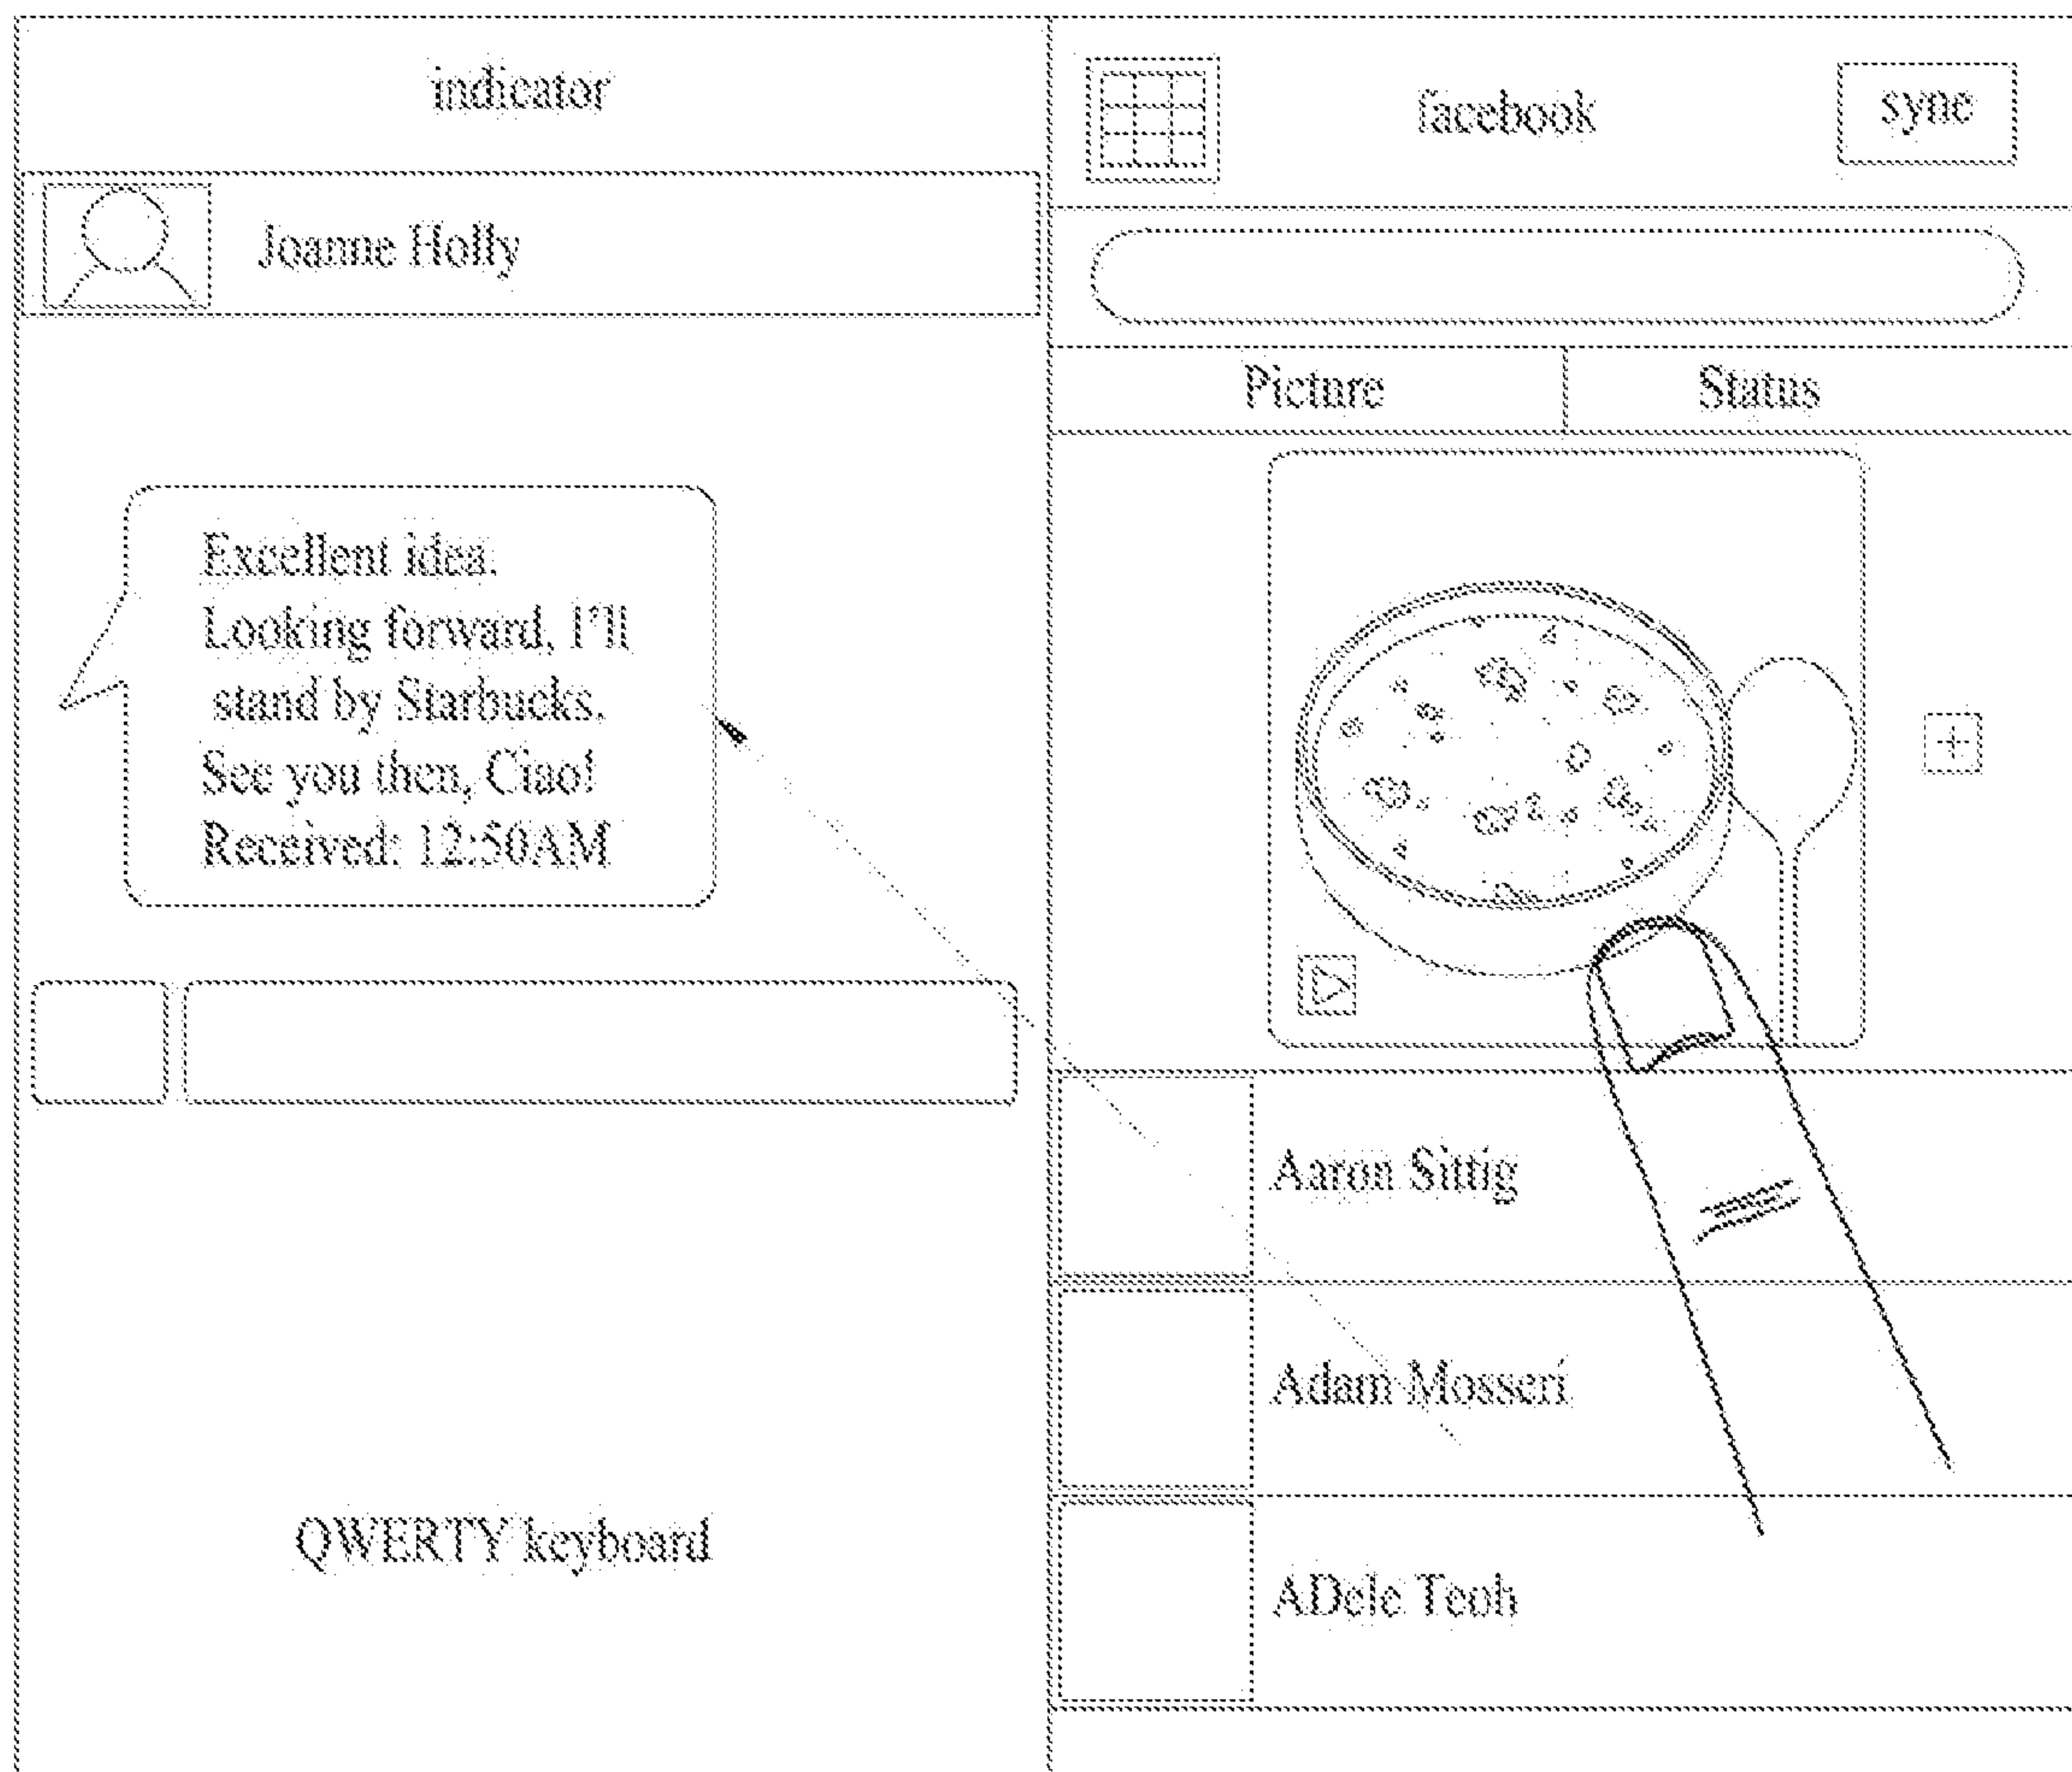 indicator
Joanne Holly
Excellent idea.
Looking forward, I'll
stand by Starbucks.
See you then, Ciao!
Received: 12:50AM
QWERTY keyboard
facebook
sync
Picture
Status
Aaron Sittig
Adam Mosseri
ADele Teoh